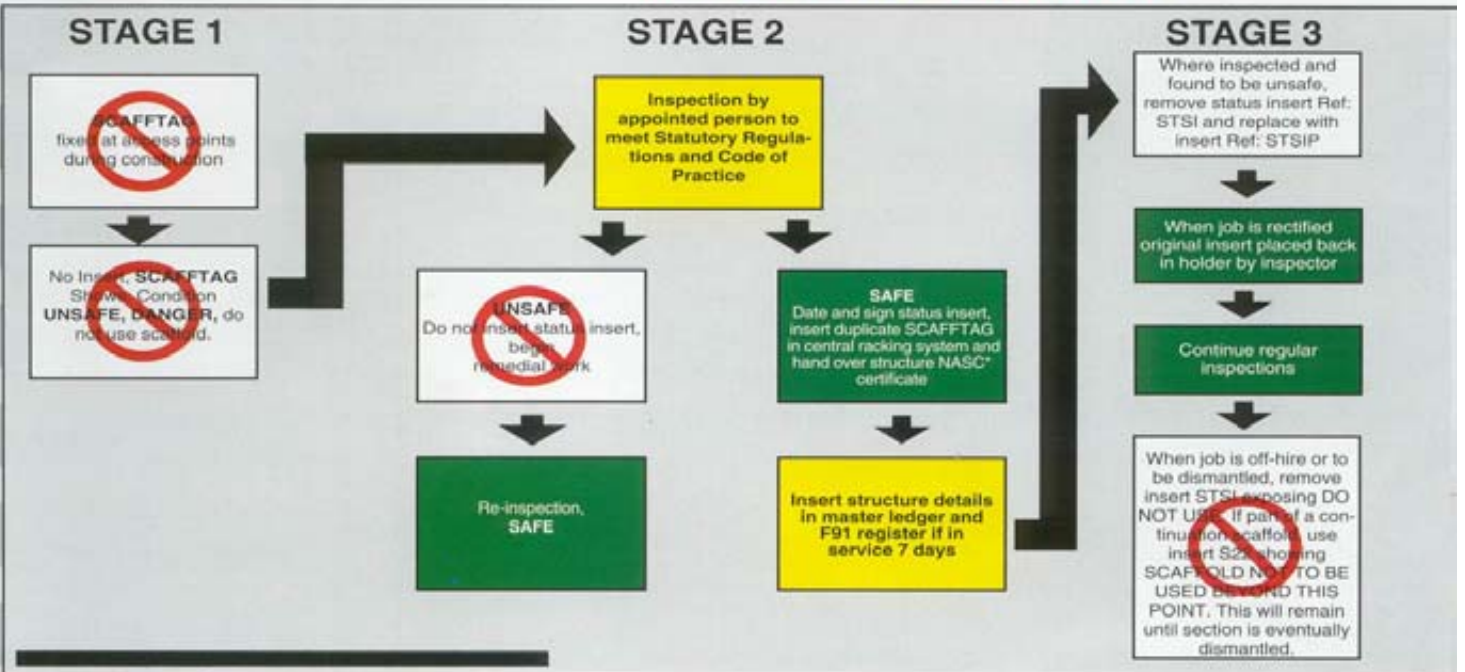 STAGE 1
SCAFFTAG
fixed at access points
during construction
No Insert, SCAFFTAG
Shows Condition
UNSAFE, DANGER, do
not use scaffold.
STAGE 2
Inspection by
appointed person to
meet Statutory Regula-
tions and Code of
Practice
UNSAFE
Do not insert status insert,
begin
remedial work
Re-inspection,
SAFE
SAFE
Date and sign status insert,
insert duplicate SCAFFTAG
in central racking system and
hand over structure NASC*
certificate
Insert structure details
in master ledger and
F91 register if in
service 7 days
STAGE 3
Where inspected and
found to be unsafe,
remove status insert Ref:
STSI and replace with
insert Ref: STSIP
When job is rectified
original insert placed back
in holder by inspector
Continue regular
inspections
When job is off-hire or to
be dismantled, remove
insert STSI exposing DO
NOT USE. If part of a con-
tinuation scaffold, use
insert S22 showing
SCAFFOLD NOT TO BE
USED BEYOND THIS
POINT. This will remain
until section is eventually
dismantled.